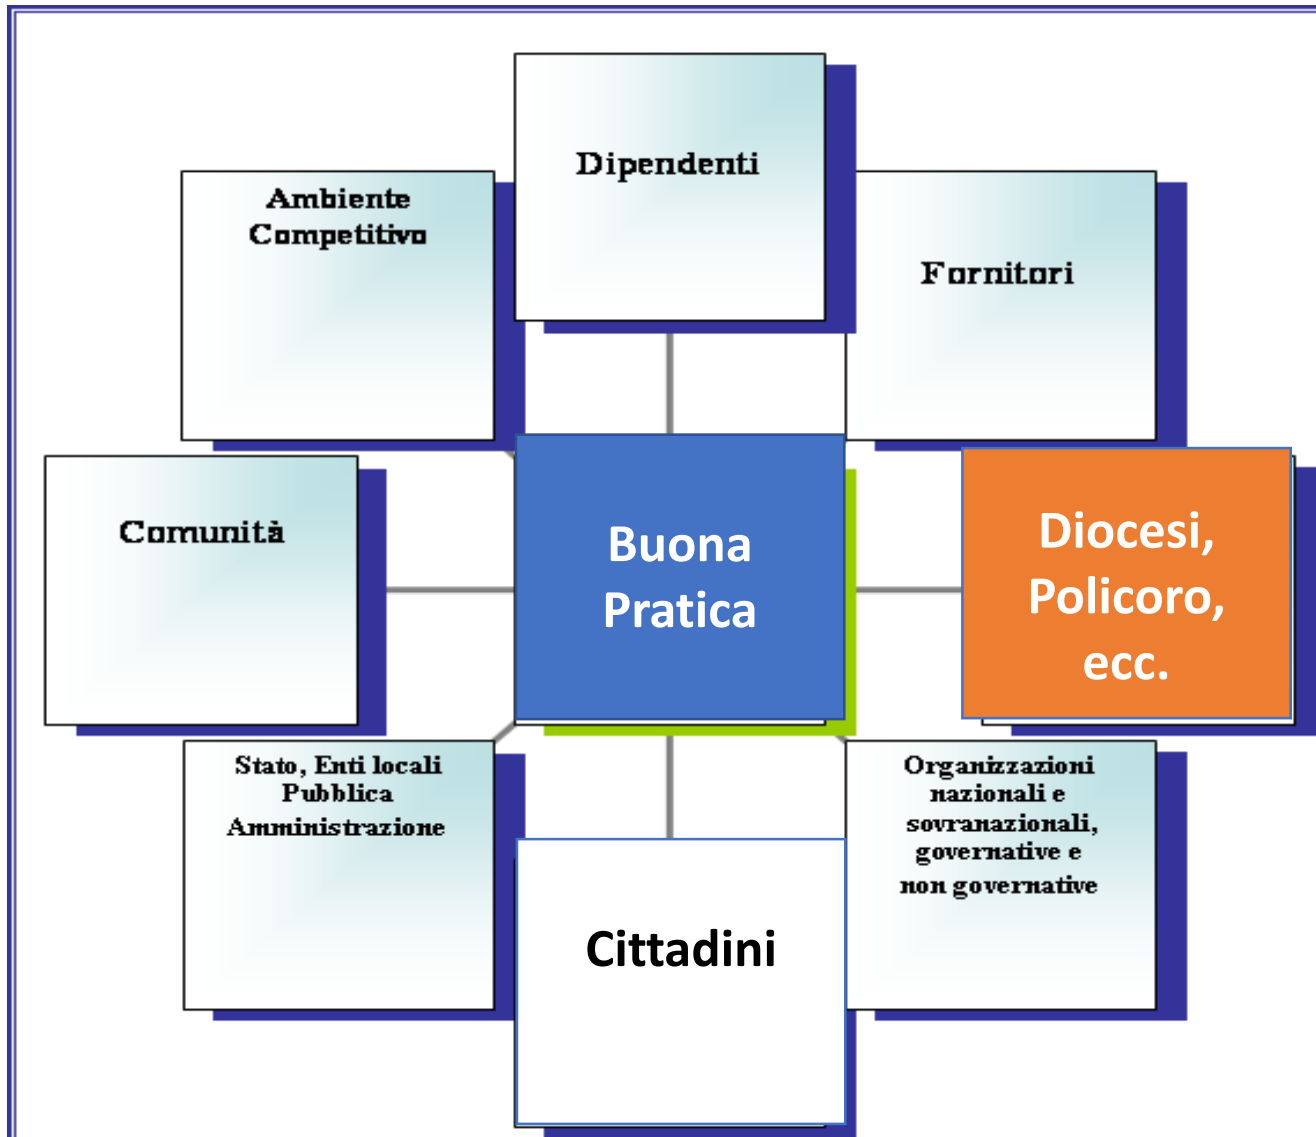 Dipendenti
Ambiente
Competitivo
Fornitori
Comunità
Buona
Pratica
Diocesi,
Policoro,
ecc.
Stato, Enti locali
Pubblica
Amministrazione
Organizzazioni
nazionali e
sovranazionali,
governative e
non governative
Cittadini